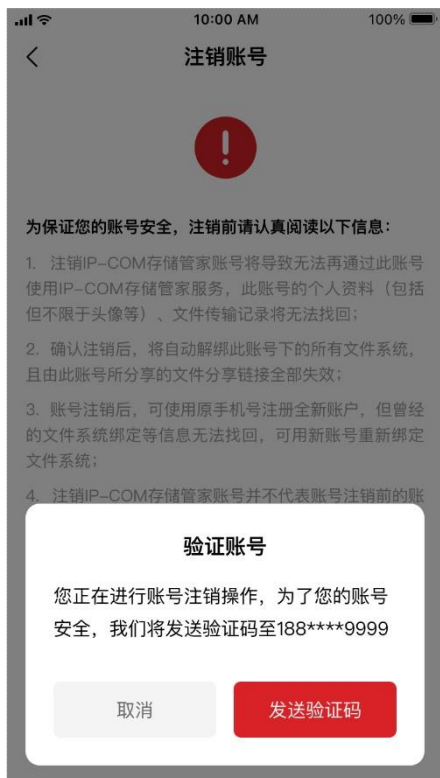 10:00 AM
100%
注销账号
为保证您的账号安全，注销前请认真阅读以下信息：
1. 注销IP-COM存储管家账号将导致无法再通过此账号
使用IP-COM存储管家服务，此账号的个人资料（包括
但不限于头像等）、文件传输记录将无法找回；
2. 确认注销后，将自动解绑此账号下的所有文件系统，
且由此账号所分享的文件分享链接全部失效；
3. 账号注销后，可使用原手机号注册全新账户，但曾经
的文件系统绑定等信息无法找回，可用新账号重新绑定
文件系统；
4. 注销IP-COM存储管家账号并不代表账号注销前的账
验证账号
您正在进行账号注销操作，为了您的账号
安全，我们将发送验证码至188****9999
取消
发送验证码